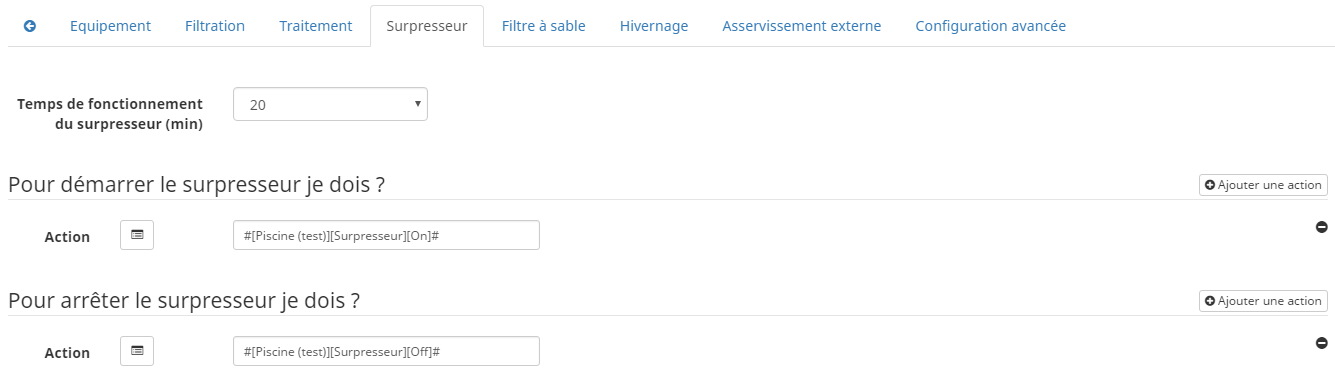 Equipement Filtration Traitement Surpresseur Filtre à sable Hivernage Asservissement externe Configuration avancée
Temps de fonctionnement
du surpresseur (min)
20
Pour démarrer le surpresseur je dois ?
Ajouter une action
Action
#[Piscine (test)][Surpresseur][On]#
Pour arrêter le surpresseur je dois ?
Ajouter une action
Action
#[Piscine (test)][Surpresseur][Off]#